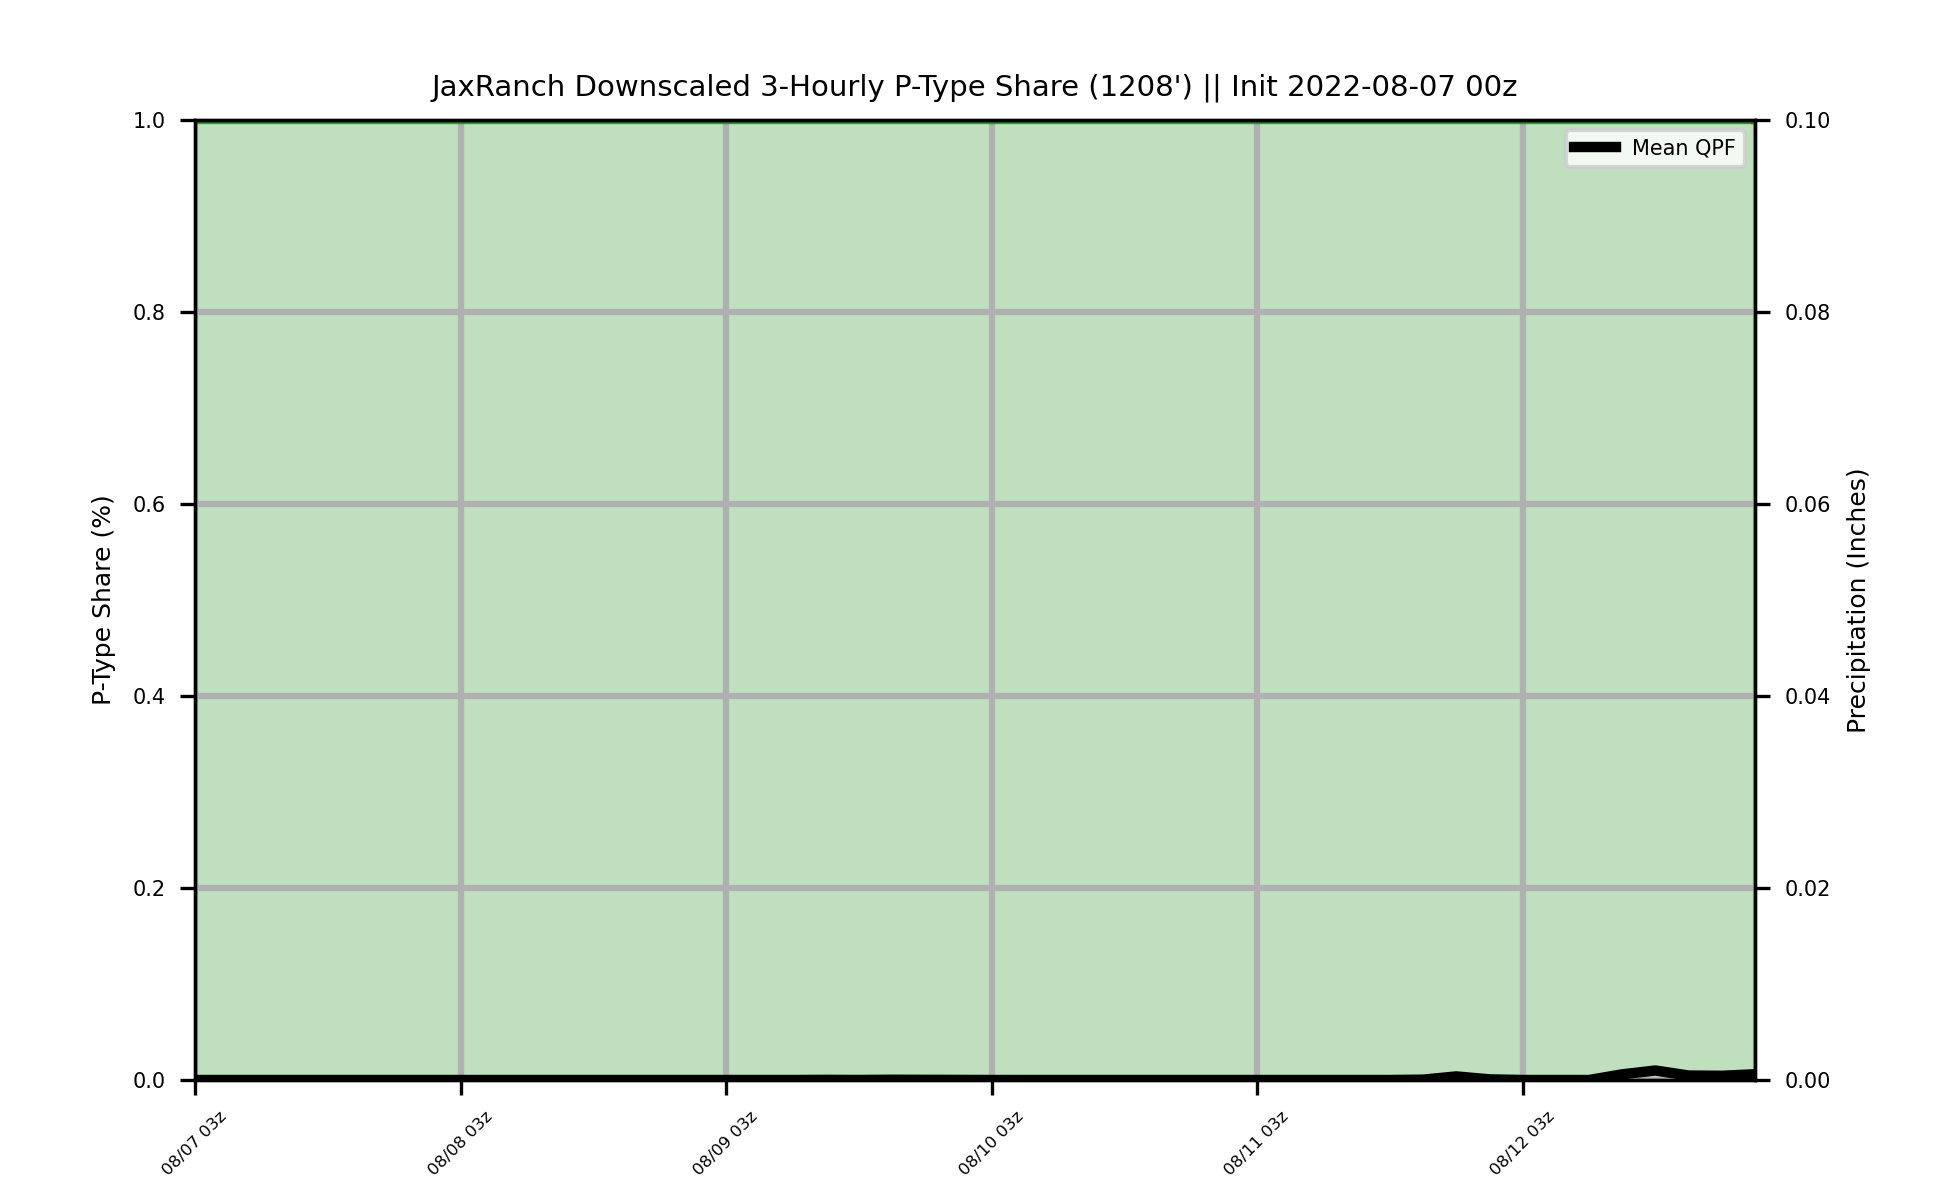 JaxRanch Downscaled 3-Hourly P-Type Share (1208') || Init 2022-08-07 00z
Mean QPF
P-Type Share (%)
1.0
0.8
0.6
0.4
0.2
0.0
0.10
0.08
0.06
0.04
0.02
0.00
Precipitation (Inches)
08/07 03z
08/08 03z
08/09 03z
08/10 03z
08/11 03z
08/12 03z